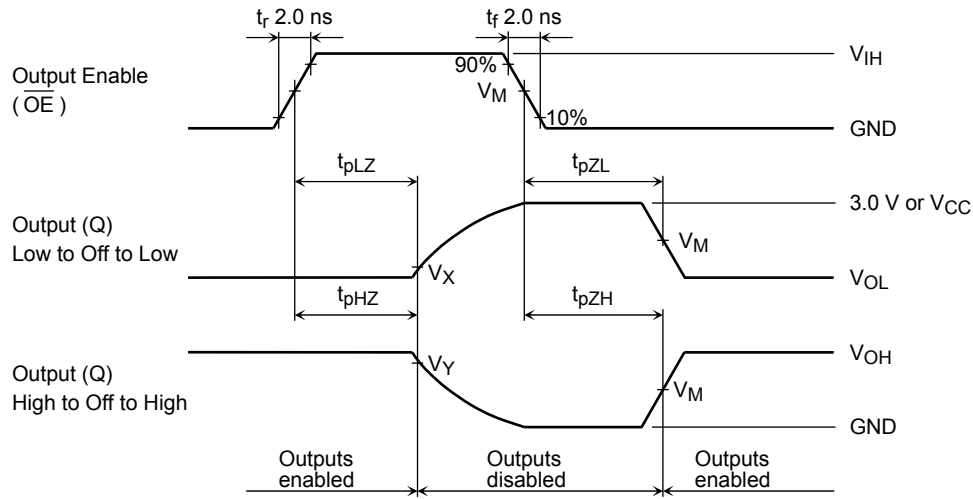 tr 2.0 ns
tf 2.0 ns
Output Enable
( OE )
90%
VM
10%
VIH
GND
tpLZ
tpZL
Output (Q)
Low to Off to Low
VX
VM
3.0 V or VCC
VOL
tpHZ
tpZH
Output (Q)
High to Off to High
VY
VM
VOH
GND
Outputs
enabled
Outputs
disabled
Outputs
enabled